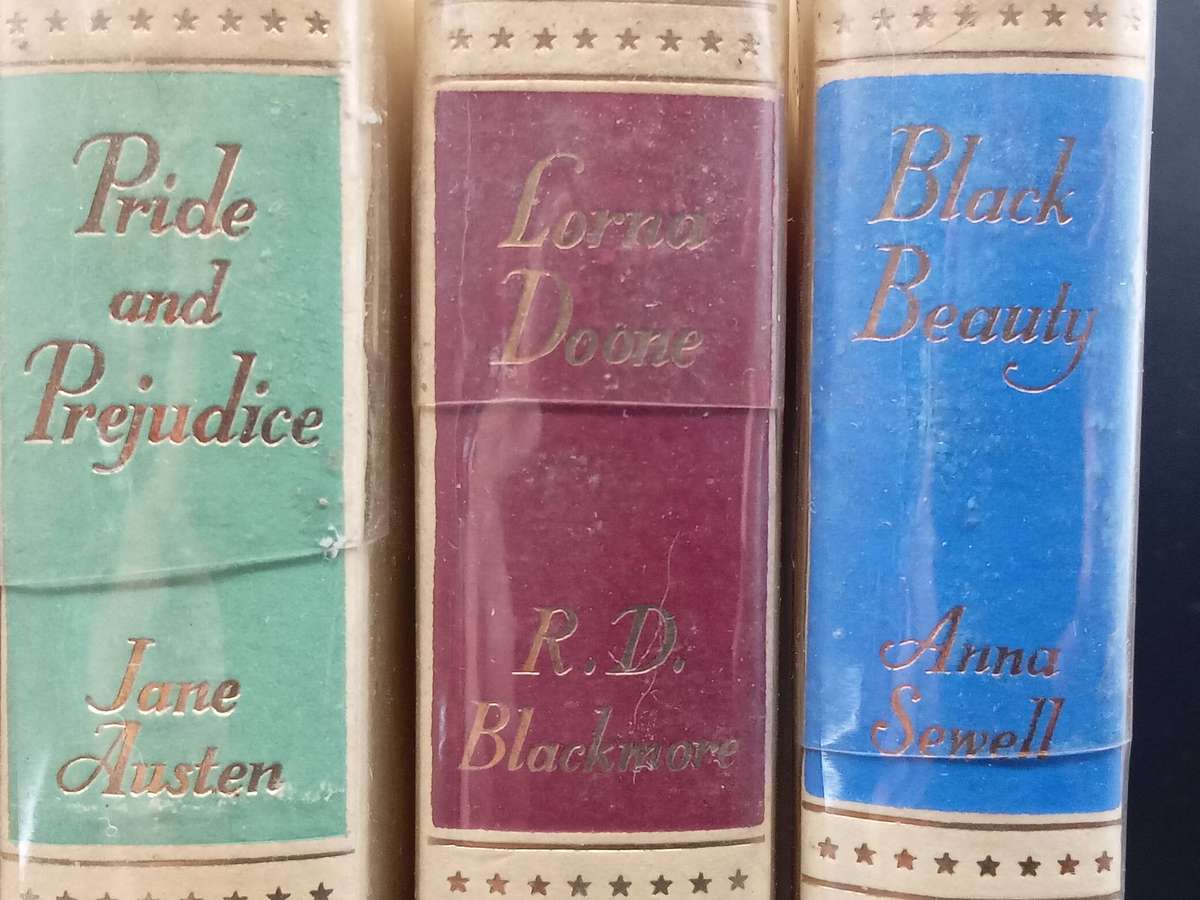 Pride
and
Prejudice
Jane
Austen
Lorna
Doone
R. D.
Blackmore
Black
Beauty
Anna
Sewell